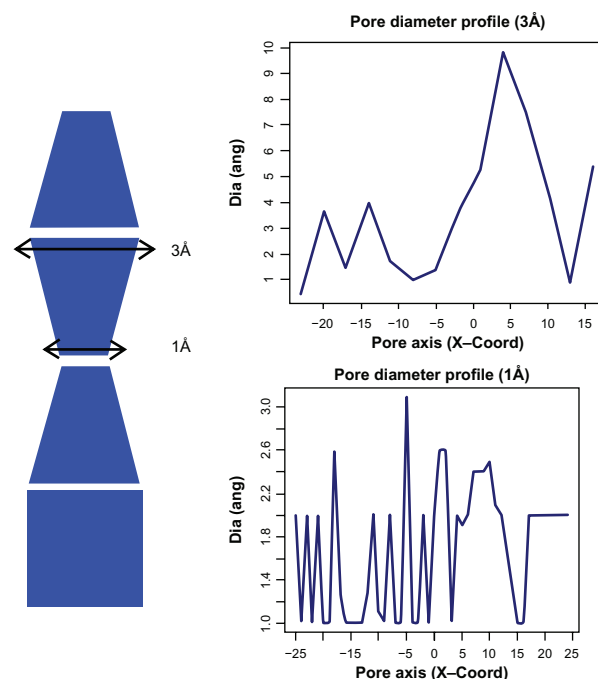 Pore diameter profile (3Å)
10
9
8
7
6
5
4
3
2
1
Dia (ang)
−20 −15 −10 −5 0 5 10 15
Pore axis (X–Coord)
3Å
1Å
Pore diameter profile (1Å)
3.0
2.6
2.2
1.8
1.4
1.0
Dia (ang)
−25 −15 −10 −5 0 5 10 15 20 25
Pore axis (X–Coord)